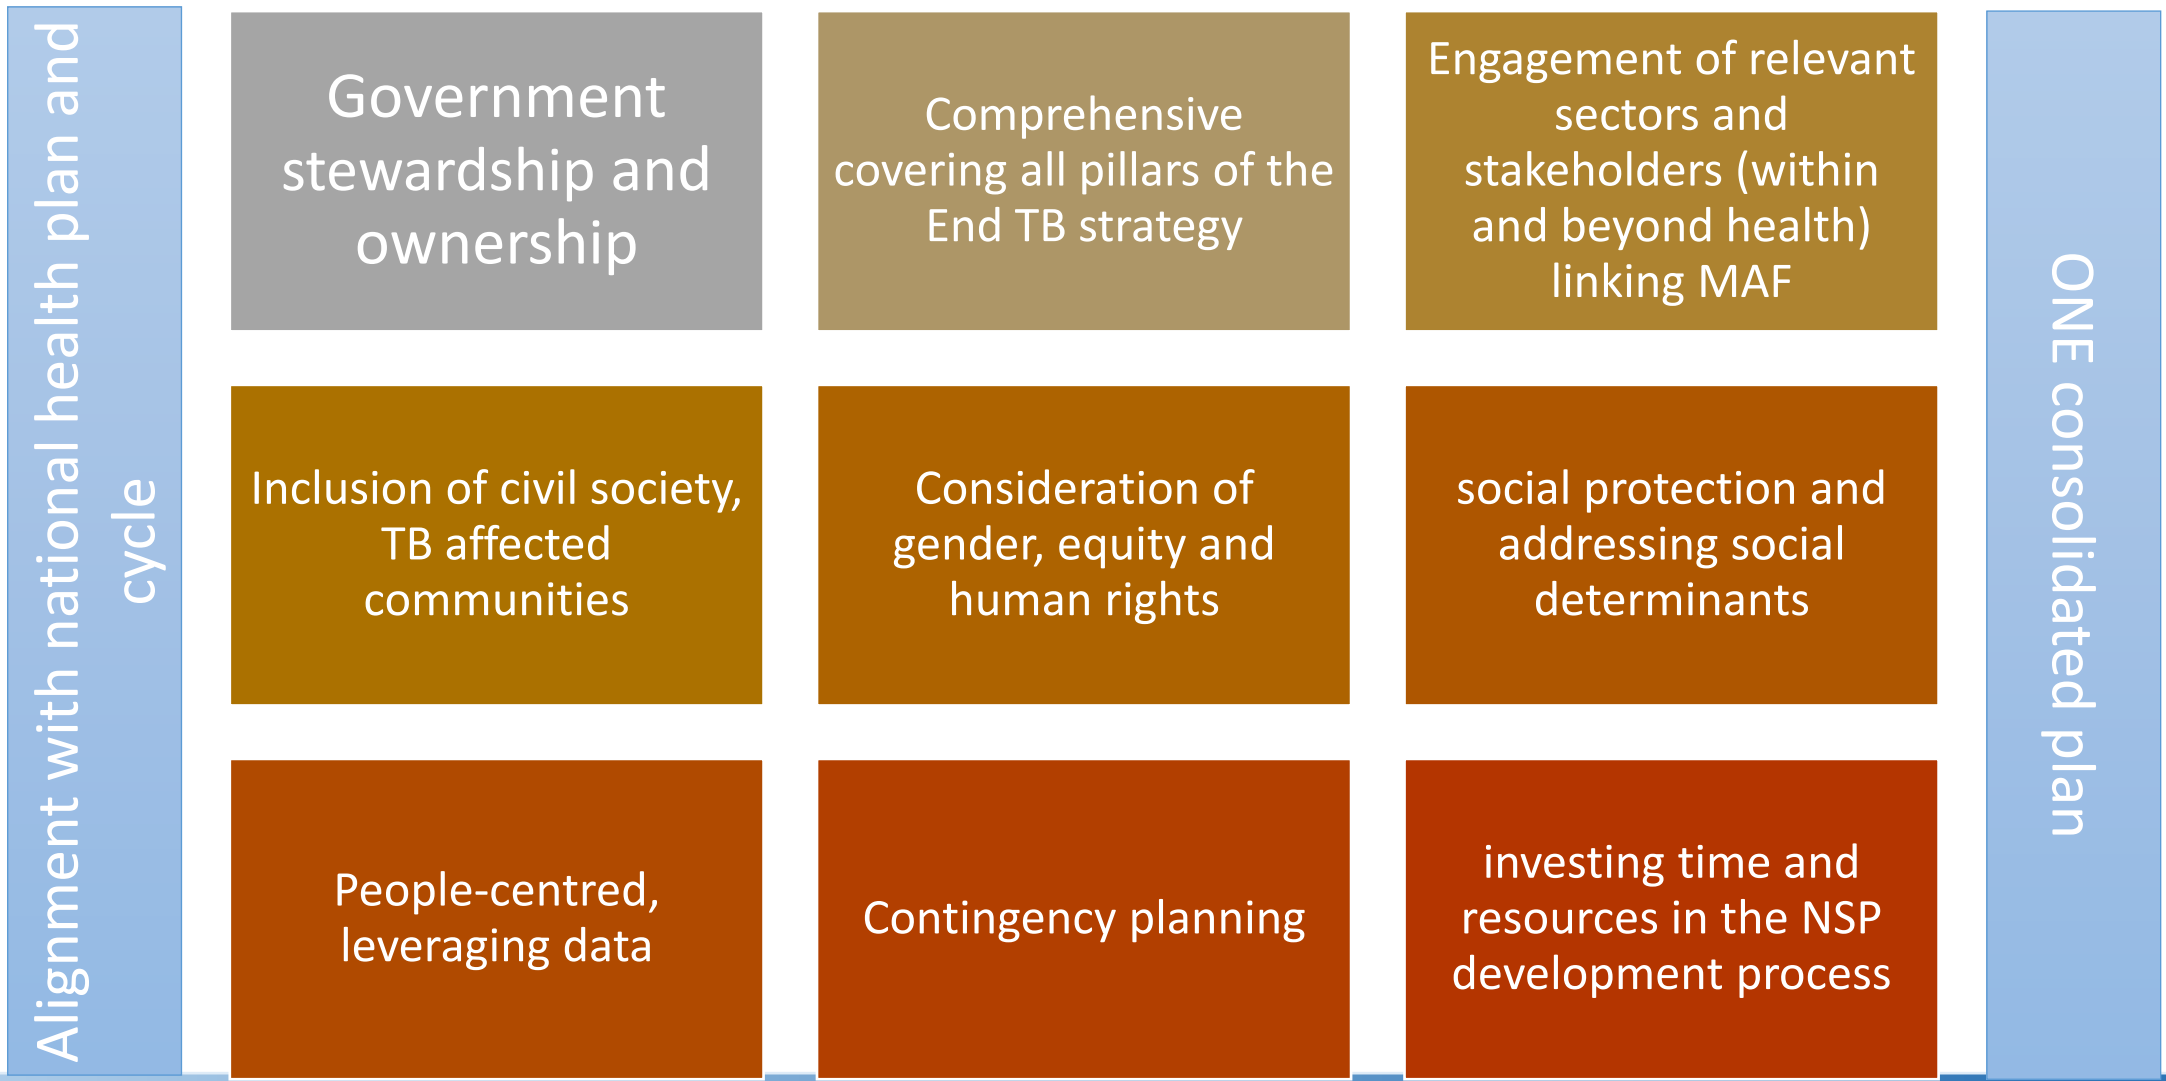 Alignment with national health plan and
cycle
Government
stewardship and
ownership
Comprehensive
covering all pillars of the
End TB strategy
Engagement of relevant
sectors and
stakeholders (within
and beyond health)
linking MAF
Inclusion of civil society,
TB affected
communities
Consideration of
gender, equity and
human rights
social protection and
addressing social
determinants
People-centred,
leveraging data
Contingency planning
investing time and
resources in the NSP
development process
ONE consolidated plan